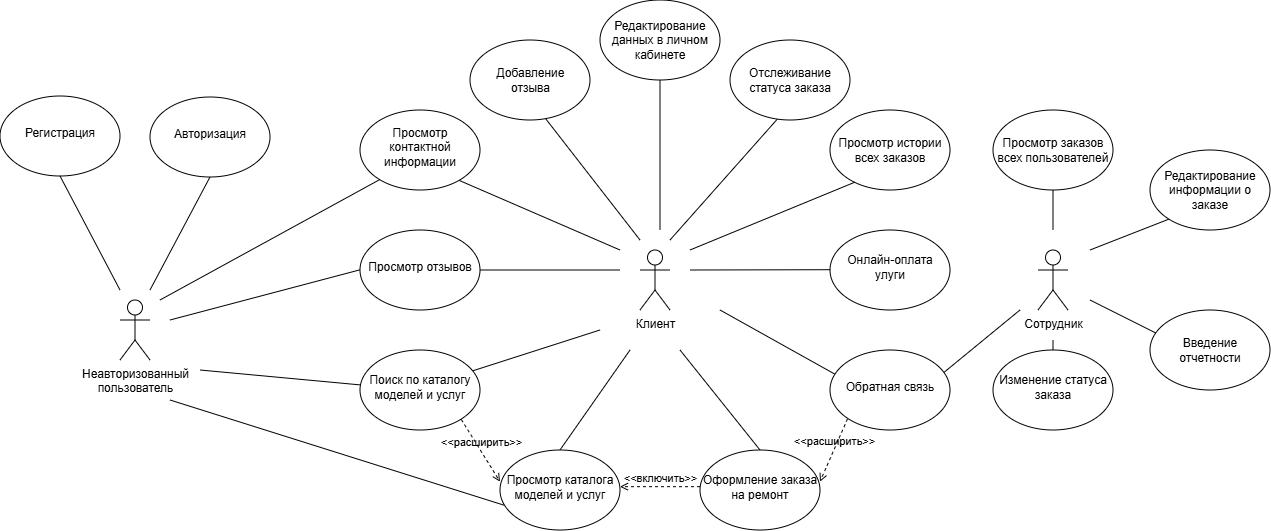 Редактирование
данных в личном
кабинете
Добавление
отзыва
Отслеживание
статуса заказа
Регистрация
Авторизация
Просмотр
контактной
информации
Просмотр истории
всех заказов
Просмотр заказов
всех пользователей
Редактирование
информации о
заказе
Просмотр отзывов
Онлайн-оплата
улуги
Клиент
Сотрудник
Введение
отчетности
Неавторизованный
пользователь
Поиск по каталогу
моделей и услуг
Обратная связь
Изменение статуса
заказа
<<расширить>>
<<расширить>>
Просмотр каталога
моделей и услуг
<<включить>>
Оформление заказа
на ремонт